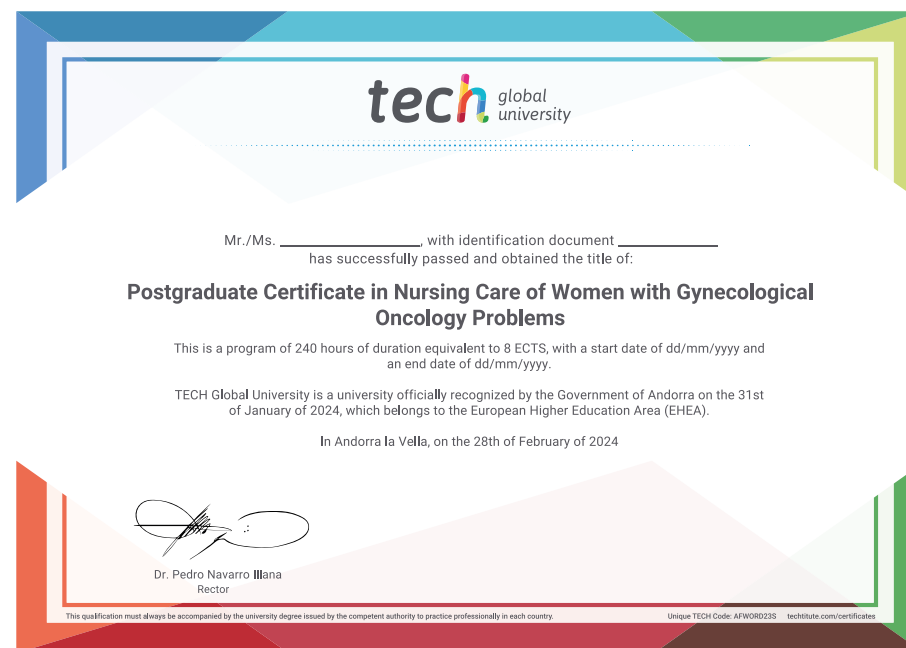 tech global
university
Mr./Ms. ____________________, with identification document ______________
has successfully passed and obtained the title of:
Postgraduate Certificate in Nursing Care of Women with Gynecological
Oncology Problems
This is a program of 240 hours of duration equivalent to 8 ECTS, with a start date of dd/mm/yyyy and
an end date of dd/mm/yyyy.
TECH Global University is a university officially recognized by the Government of Andorra on the 31st
of January of 2024, which belongs to the European Higher Education Area (EHEA).
In Andorra la Vella, on the 28th of February of 2024
Dr. Pedro Navarro Illana
Rector
This qualification must always be accompanied by the university degree issued by the competent authority to practice professionally in each country.
Unique TECH Code: AFWORD23S techtitute.com/certificates